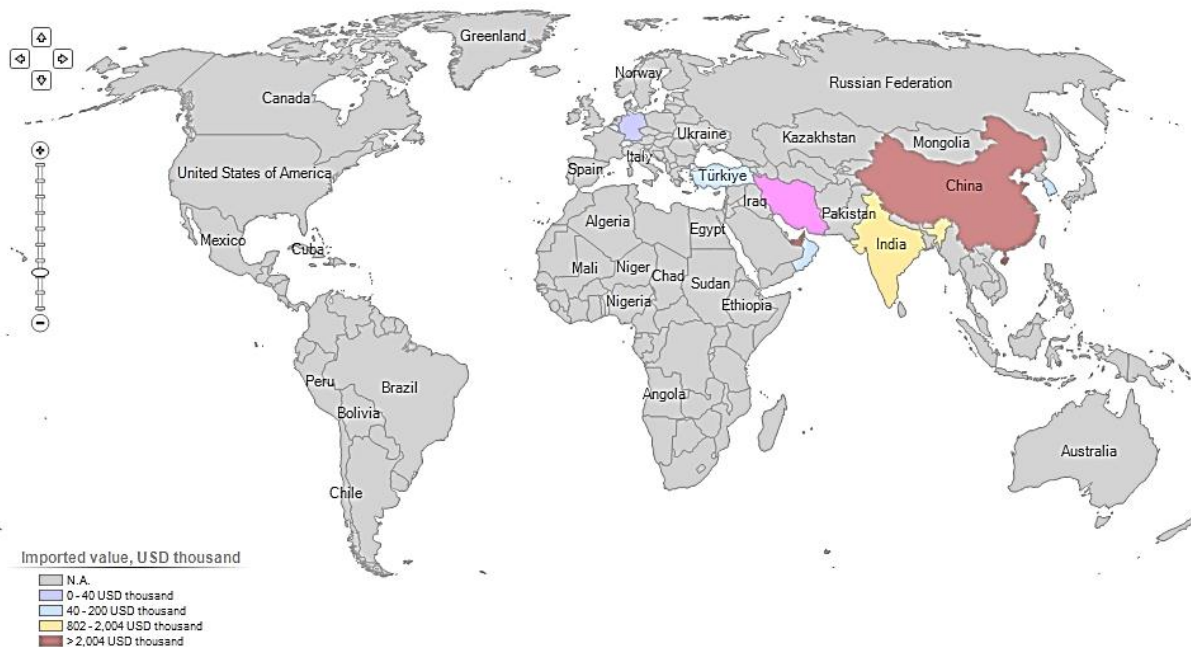 Greenland
Norway
Russian Federation
Canada
Ukraine
Kazakhstan
Mongolia
Italy
Spain
United States of America
Türkiye
China
Iraq
Pakistan
Algeria
Egypt
Mexico
Cuba
India
Mali
Niger
Chad
Sudan
Nigeria
Ethiopia
Peru
Brazil
Angola
Bolivia
Australia
Chile
Imported value, USD thousand
N.A.
0 - 40 USD thousand
40 - 200 USD thousand
802 - 2,004 USD thousand
> 2,004 USD thousand